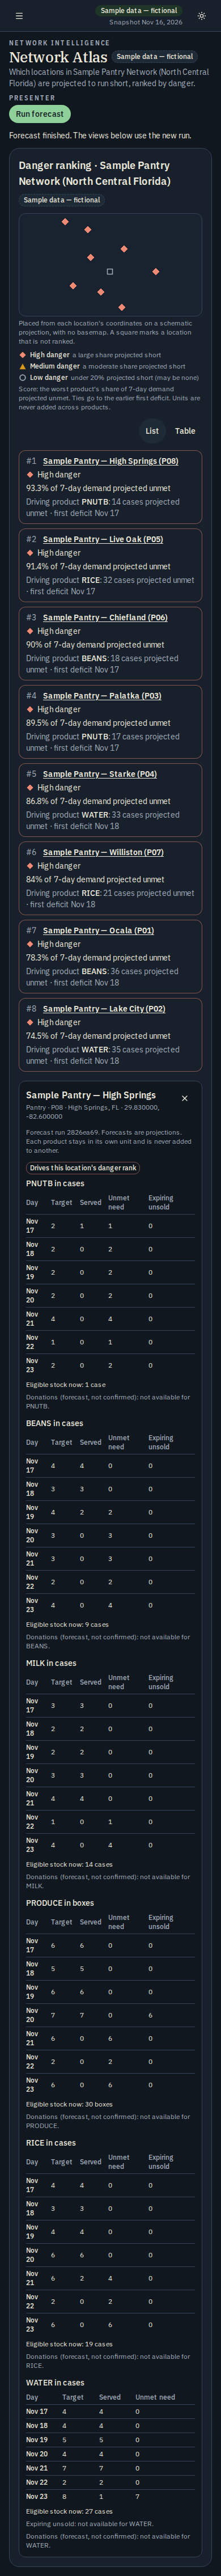 Sample data — fictional
Snapshot Nov 16, 2026
NETWORK INTELLIGENCE
Network Atlas Sample data — fictional
Which locations in Sample Pantry Network (North Central
Florida) are projected to run short, ranked by danger.
PRESENTER
Run forecast
Forecast finished. The views below use the new run.
Danger ranking · Sample Pantry
Network (North Central Florida)
Sample data — fictional
Placed from each location's coordinates on a schematic
projection, with no basemap. A square marks a location
that is not ranked.
High danger a large share projected short
Medium danger a moderate share projected short
Low danger under 20% projected short (may be none)
Score: the worst product's share of 7-day demand
projected unmet. Ties go to the earlier first deficit. Units are
never added across products.
List Table
#1 Sample Pantry — High Springs (P08)
High danger
93.3% of 7-day demand projected unmet
Driving product PNUTB: 14 cases projected
unmet · first deficit Nov 17
#2 Sample Pantry — Live Oak (P05)
High danger
91.4% of 7-day demand projected unmet
Driving product RICE: 32 cases projected unmet
· first deficit Nov 17
#3 Sample Pantry — Chiefland (P06)
High danger
90% of 7-day demand projected unmet
Driving product BEANS: 18 cases projected
unmet · first deficit Nov 17
#4 Sample Pantry — Palatka (P03)
High danger
89.5% of 7-day demand projected unmet
Driving product PNUTB: 17 cases projected
unmet · first deficit Nov 17
#5 Sample Pantry — Starke (P04)
High danger
86.8% of 7-day demand projected unmet
Driving product WATER: 33 cases projected
unmet · first deficit Nov 18
#6 Sample Pantry — Williston (P07)
High danger
84% of 7-day demand projected unmet
Driving product RICE: 21 cases projected unmet
· first deficit Nov 18
#7 Sample Pantry — Ocala (P01)
High danger
78.3% of 7-day demand projected unmet
Driving product BEANS: 36 cases projected
unmet · first deficit Nov 18
#8 Sample Pantry — Lake City (P02)
High danger
74.5% of 7-day demand projected unmet
Driving product WATER: 35 cases projected
unmet · first deficit Nov 18
Sample Pantry — High Springs
Pantry · P08 · High Springs, FL · 29.830000,
-82.600000
Forecast run 2826ea69. Forecasts are projections.
Each product stays in its own unit and is never added
to another.
Drives this location's danger rank
PNUTB in cases
Day Target Served Unmet need Expiring unsold
Nov 17 2 1 1 0
Nov 18 2 0 2 0
Nov 19 2 0 2 0
Nov 20 2 0 2 0
Nov 21 4 0 4 0
Nov 22 1 0 1 0
Nov 23 2 0 2 0
Eligible stock now: 1 case
Donations (forecast, not confirmed): not available for
PNUTB.
BEANS in cases
Day Target Served Unmet need Expiring unsold
Nov 17 4 4 0 0
Nov 18 3 3 0 0
Nov 19 4 2 2 0
Nov 20 3 0 3 0
Nov 21 3 0 3 0
Nov 22 2 0 2 0
Nov 23 4 0 4 0
Eligible stock now: 9 cases
Donations (forecast, not confirmed): not available for
BEANS.
MILK in cases
Day Target Served Unmet need Expiring unsold
Nov 17 3 3 0 0
Nov 18 2 2 0 0
Nov 19 2 2 0 0
Nov 20 3 3 0 0
Nov 21 4 4 0 0
Nov 22 1 0 1 0
Nov 23 4 0 4 0
Eligible stock now: 14 cases
Donations (forecast, not confirmed): not available for
MILK.
PRODUCE in boxes
Day Target Served Unmet need Expiring unsold
Nov 17 6 6 0 0
Nov 18 5 5 0 0
Nov 19 6 6 0 0
Nov 20 7 7 0 6
Nov 21 6 0 6 0
Nov 22 2 0 2 0
Nov 23 6 0 6 0
Eligible stock now: 30 boxes
Donations (forecast, not confirmed): not available for
PRODUCE.
RICE in cases
Day Target Served Unmet need Expiring unsold
Nov 17 4 4 0 0
Nov 18 3 3 0 0
Nov 19 4 4 0 0
Nov 20 6 6 0 0
Nov 21 6 2 4 0
Nov 22 2 0 2 0
Nov 23 6 0 6 0
Eligible stock now: 19 cases
Donations (forecast, not confirmed): not available for
RICE.
WATER in cases
Day Target Served Unmet need
Nov 17 4 4 0
Nov 18 4 4 0
Nov 19 5 5 0
Nov 20 4 4 0
Nov 21 7 7 0
Nov 22 2 2 0
Nov 23 8 1 7
Eligible stock now: 27 cases
Expiring unsold: not available for WATER.
Donations (forecast, not confirmed): not available for
WATER.